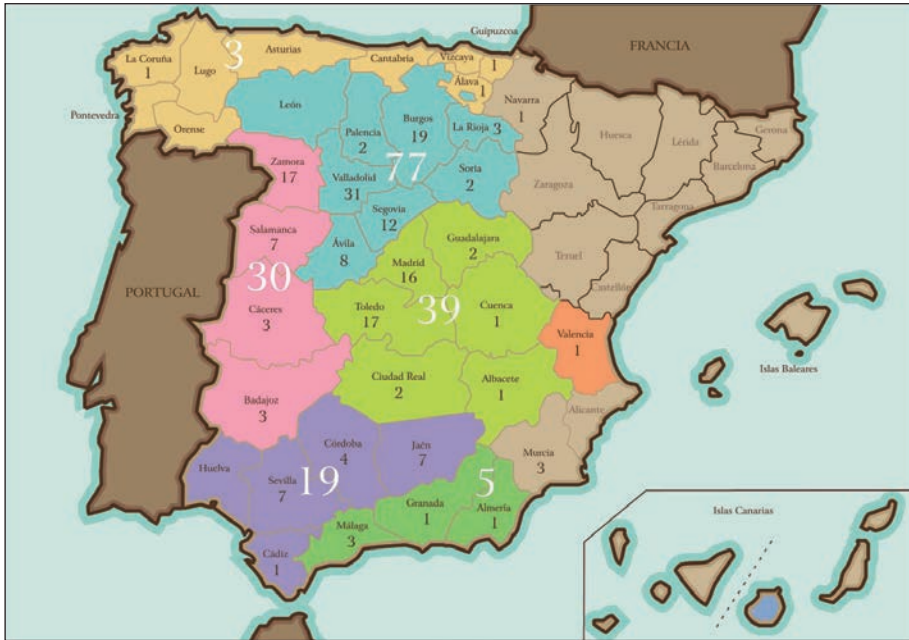 Guipuzcoa
FRANCIA
La Coruña
1
Lugo
3
Asturias
Cantabria
Vizcaya
1
Álava
1
Pontevedra
Orense
León
Palencia
2
Burgos
19
La Rioja 3
Navarra
1
Huesca
Lérida
Gerona
Barcelona
Tarragona
Zaragoza
Zamora
17
Valladolid
31
77
Soria
2
Segovia
12
Salamanca
7
Ávila
8
Guadalajara
2
Madrid
16
Teruel
Castellón
PORTUGAL
30
Cáceres
3
Toledo
17
39
Cuenca
1
Valencia
1
Islas Baleares
Ciudad Real
2
Albacete
1
Badajoz
3
Alicante
Murcia
3
Huelva
Sevilla
7
19
Córdoba
4
Jaén
7
5
Granada
1
Almería
1
Málaga
3
Cádiz
1
Islas Canarias